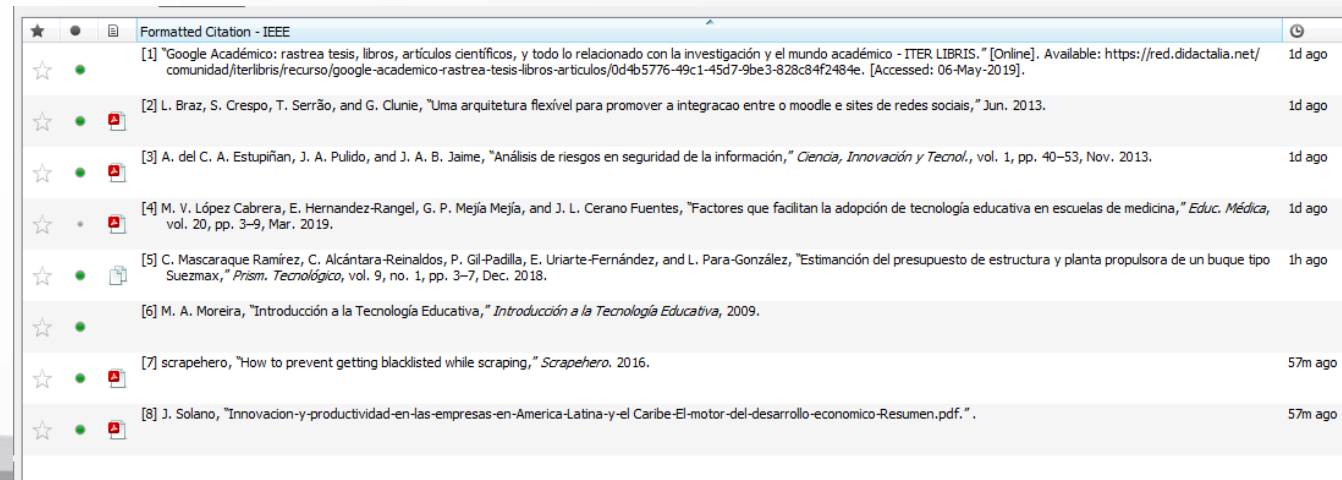 Formatted Citation - IEEE
[1] "Google Académico: rastrea tesis, libros, artículos científicos, y todo lo relacionado con la investigación y el mundo académico - ITER LIBRIS." [Online]. Available: https://red.didactalia.net/ 1d ago
comunidad/iterlibris/recurso/google-academico-rastrea-tesis-libros-articulos/0d4b5776-49c1-45d7-9be3-828c84f2484e. [Accessed: 06-May-2019].
[2] L. Braz, S. Crespo, T. Serrão, and G. Clunie, "Uma arquitetura flexível para promover a integracao entre o moodle e sites de redes sociais," Jun. 2013. 1d ago
[3] A. del C. A. Estupiñan, J. A. Pulido, and J. A. B. Jaime, "Análisis de riesgos en seguridad de la información," Ciencia, Innovación y Tecnol., vol. 1, pp. 40–53, Nov. 2013. 1d ago
[4] M. V. López Cabrera, E. Hernandez-Rangel, G. P. Mejía Mejía, and J. L. Cerano Fuentes, "Factores que facilitan la adopción de tecnología educativa en escuelas de medicina," Educ. Médica, 1d ago
vol. 20, pp. 3–9, Mar. 2019.
[5] C. Mascaraque Ramírez, C. Alcántara-Reinaldos, P. Gil-Padilla, E. Uriarte-Fernández, and L. Para-González, "Estimanción del presupuesto de estructura y planta propulsora de un buque tipo 1h ago
Suezmax," Prism. Tecnológico, vol. 9, no. 1, pp. 3–7, Dec. 2018.
[6] M. A. Moreira, "Introducción a la Tecnología Educativa," Introducción a la Tecnología Educativa, 2009.
[7] scrapehero, "How to prevent getting blacklisted while scraping," Scrapehero. 2016. 57m ago
[8] J. Solano, "Innovacion-y-productividad-en-las-empresas-en-America-Latina-y-el Caribe-El-motor-del-desarrollo-economico-Resumen.pdf." . 57m ago